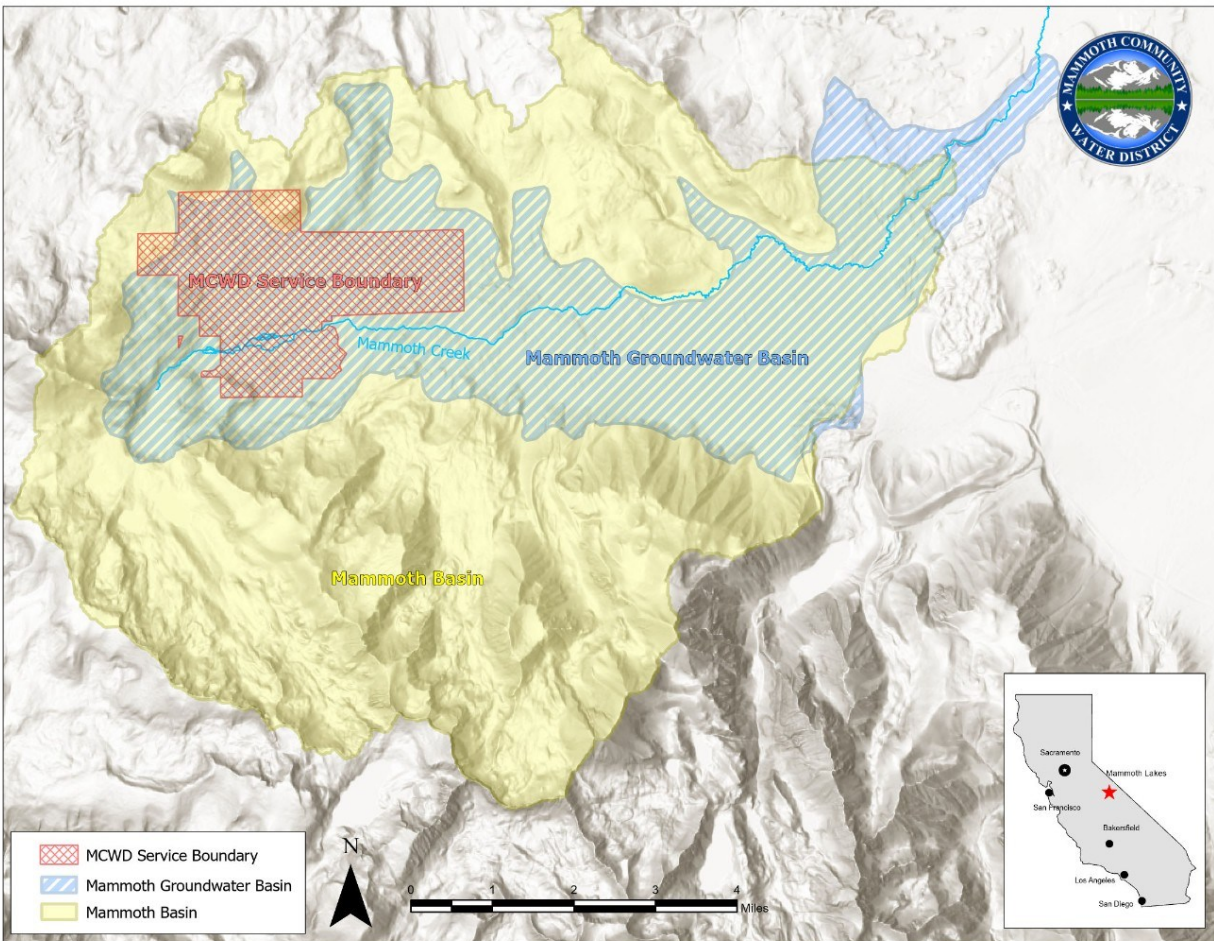 MAMMOTH COMMUNITY
WATER DISTRICT
MCWD Service Boundary
Mammoth Creek
Mammoth Groundwater Basin
Mammoth Basin
Sacramento
Mammoth Lakes
San Francisco
Bakersfield
Los Angeles
San Diego
MCWD Service Boundary
Mammoth Groundwater Basin
Mammoth Basin
N
0 1 2 3 4
Miles